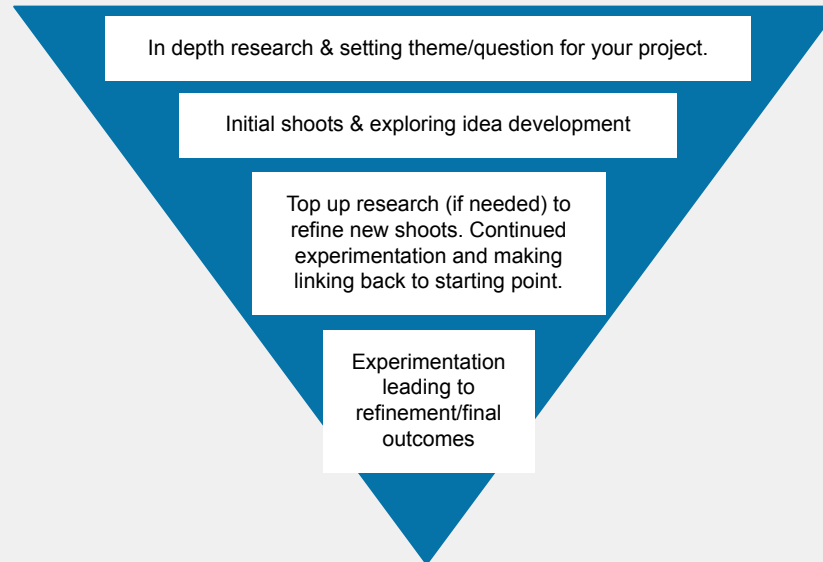 In depth research & setting theme/question for your project.
Initial shoots & exploring idea development
Top up research (if needed) to
refine new shoots. Continued
experimentation and making
linking back to starting point.
Experimentation
leading to
refinement/final
outcomes